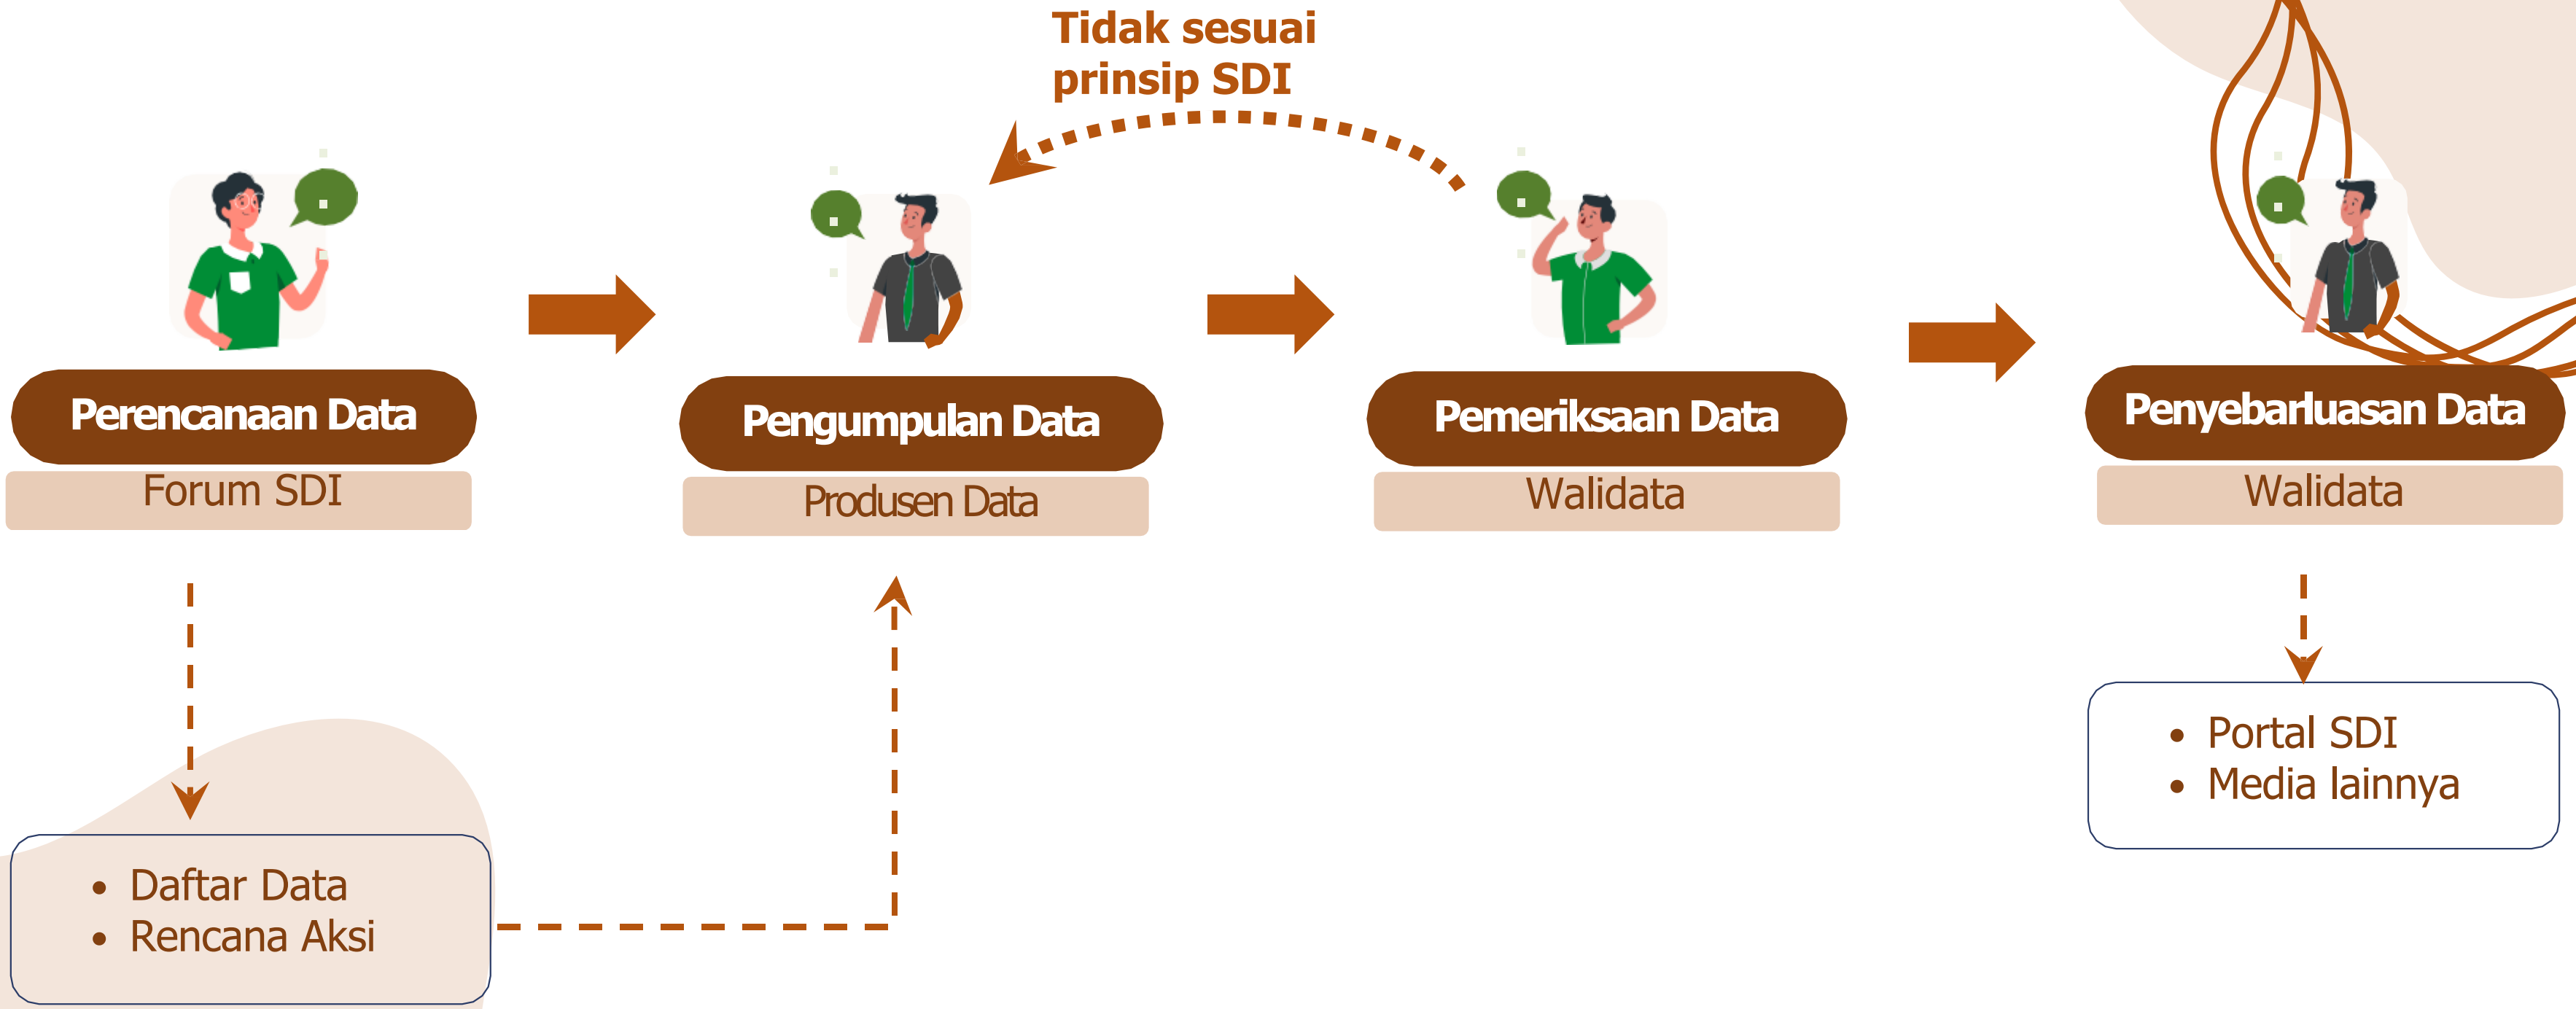 Tidak sesuai
prinsip SDI
Perencanaan Data
Forum SDI
Pengumpulan Data
Produsen Data
Pemeriksaan Data
Walidata
Penyebarluasan Data
Walidata
• Daftar Data
• Rencana Aksi
• Portal SDI
• Media lainnya